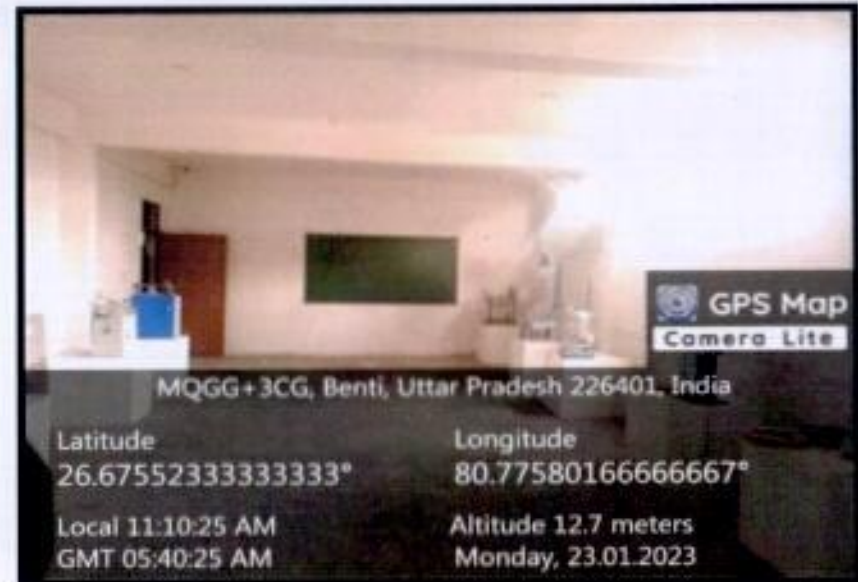 GPS Map
Camera Lite
MQGG+3CG, Benti, Uttar Pradesh 226401, India
Latitude
26.67552333333333°
Longitude
80.77580166666667°
Local 11:10:25 AM
GMT 05:40:25 AM
Altitude 12.7 meters
Monday, 23.01.2023